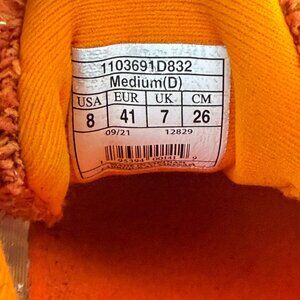 1103691D832
Medium(D)
USA EUR UK CM
8 41 7 26
09/21 12829